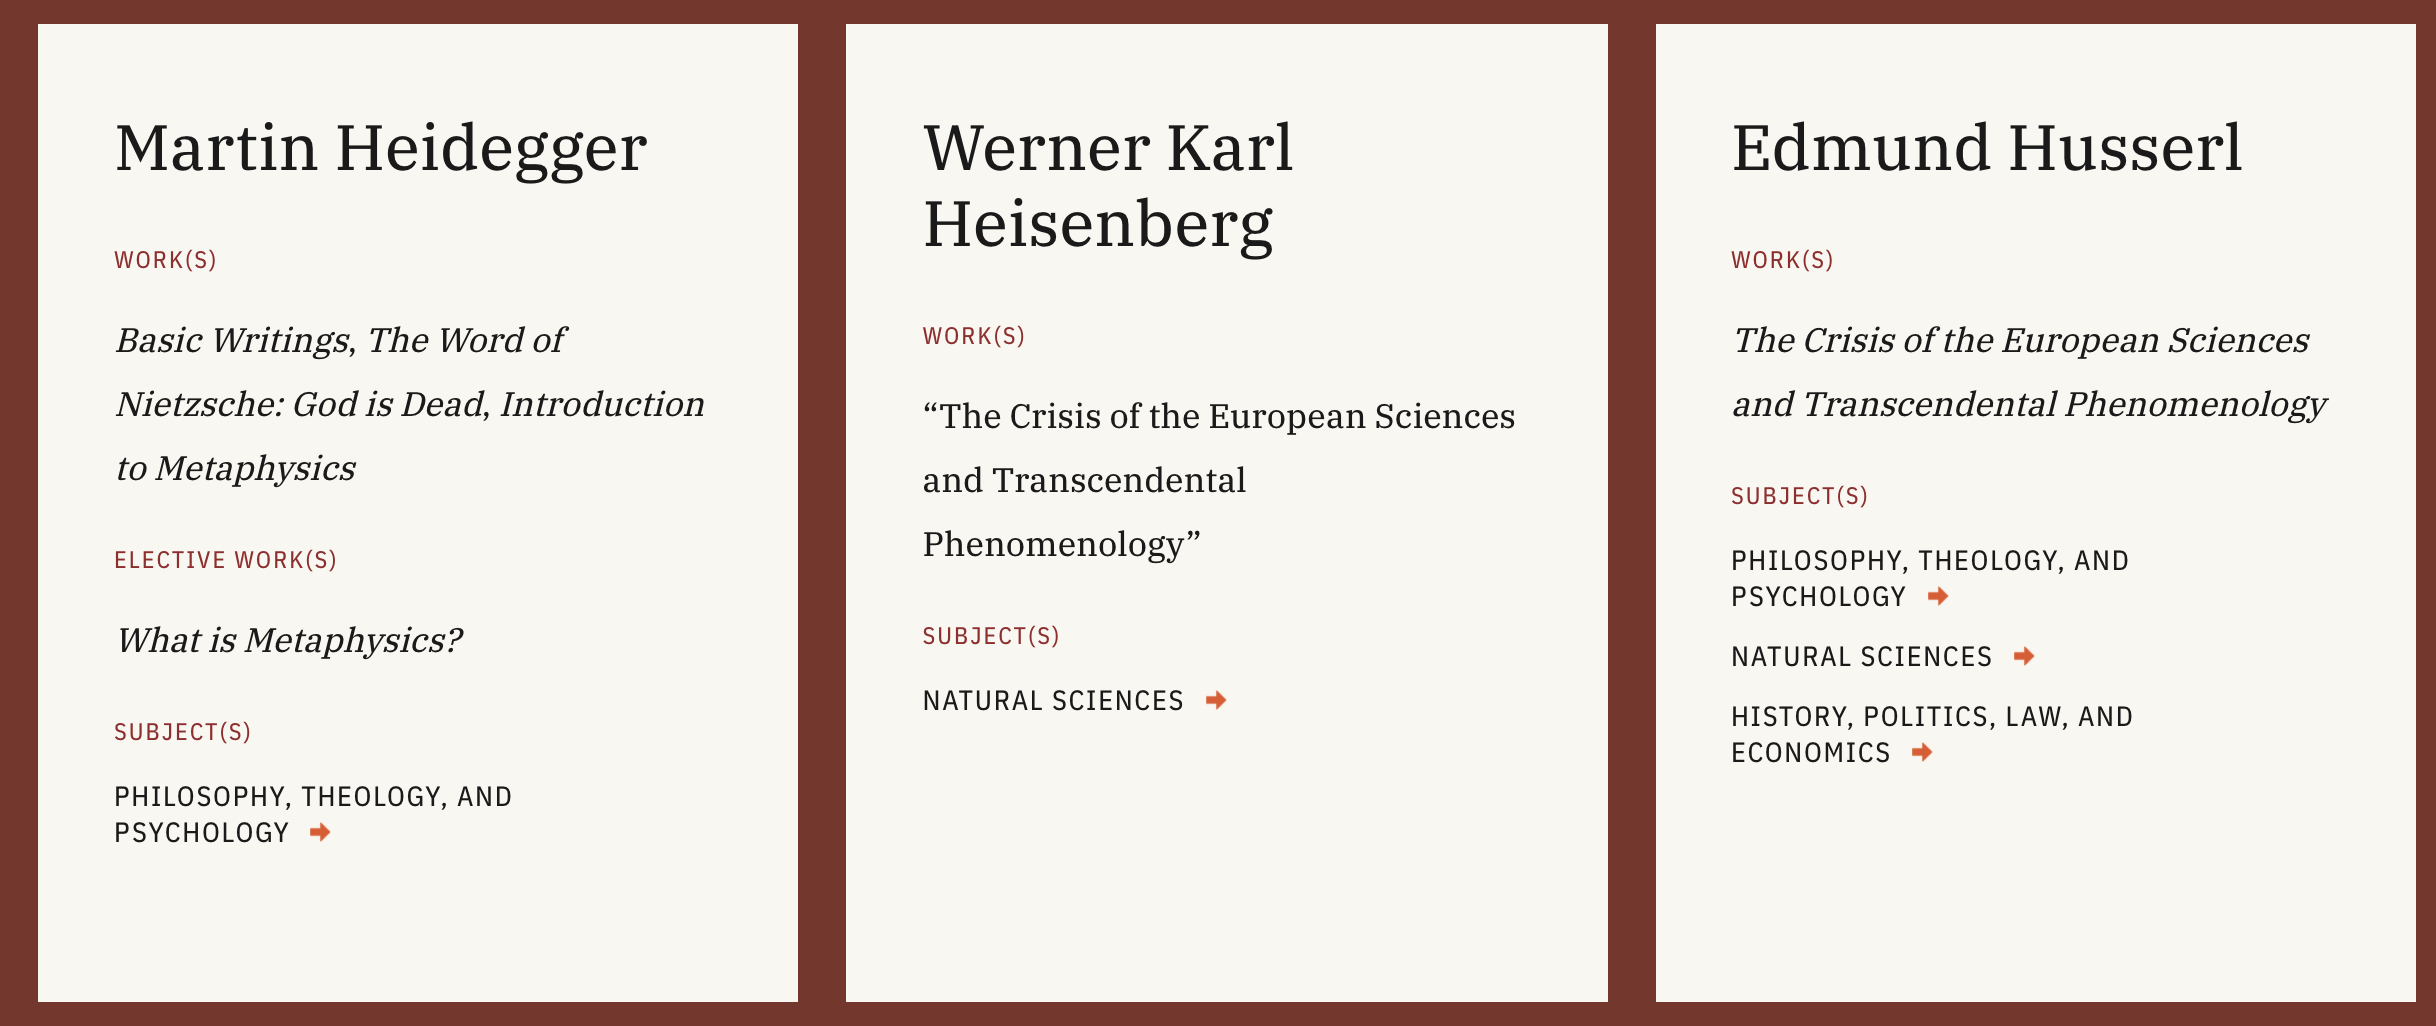 Martin Heidegger
WORK(S)
Basic Writings, The Word of
Nietzsche: God is Dead, Introduction
to Metaphysics
ELECTIVE WORK(S)
What is Metaphysics?
SUBJECT(S)
PHILOSOPHY, THEOLOGY, AND
PSYCHOLOGY
Werner Karl
Heisenberg
WORK(S)
“The Crisis of the European Sciences
and Transcendental
Phenomenology”
SUBJECT(S)
NATURAL SCIENCES
Edmund Husserl
WORK(S)
The Crisis of the European Sciences
and Transcendental Phenomenology
SUBJECT(S)
PHILOSOPHY, THEOLOGY, AND
PSYCHOLOGY
NATURAL SCIENCES
HISTORY, POLITICS, LAW, AND
ECONOMICS